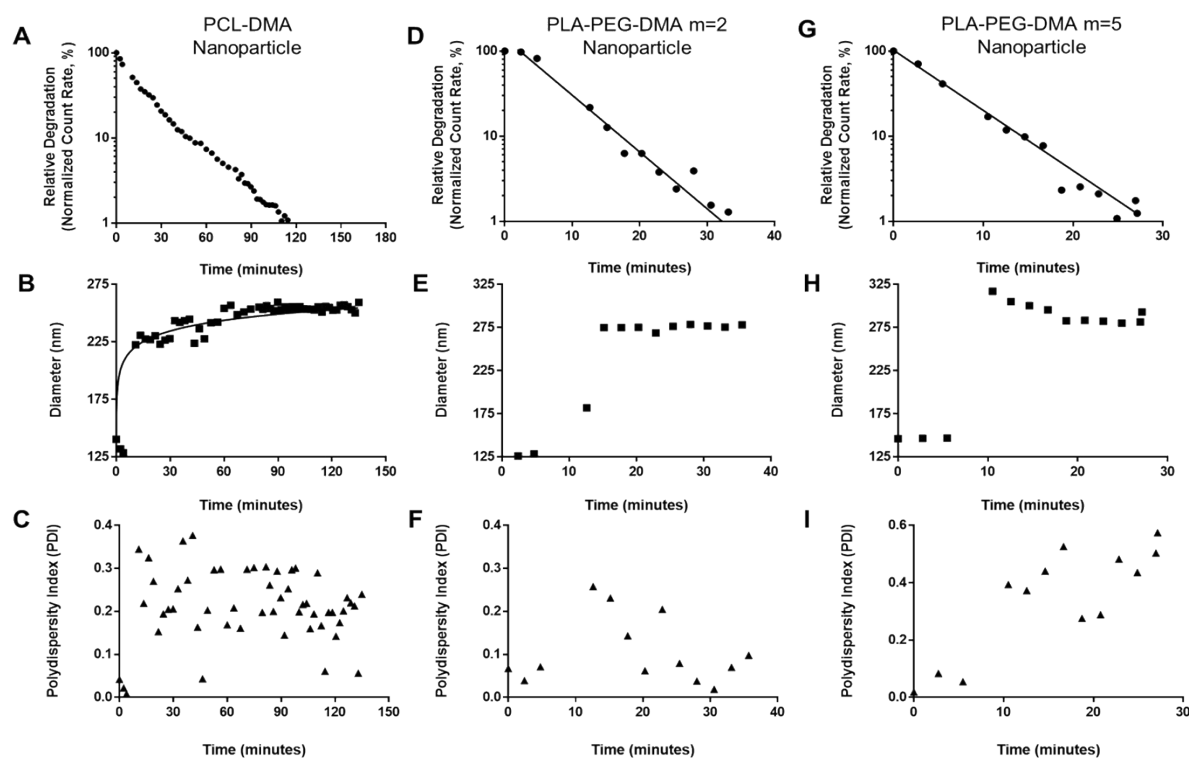 A
PCL-DMA
Nanoparticle
Relative Degradation
(Normalized Count Rate, %)
100
10
1
0 30 60 90 120 150 180
Time (minutes)
D
PLA-PEG-DMA m=2
Nanoparticle
Relative Degradation
(Normalized Count Rate, %)
100
10
1
0 10 20 30 40
Time (minutes)
G
PLA-PEG-DMA m=5
Nanoparticle
Relative Degradation
(Normalized Count Rate, %)
100
10
1
0 10 20 30
Time (minutes)
B
Diameter (nm)
275
225
175
125
0 30 60 90 120 150
Time (minutes)
E
Diameter (nm)
325
275
225
175
125
0 10 20 30 40
Time (minutes)
H
Diameter (nm)
325
275
225
175
125
0 10 20 30
Time (minutes)
C
Polydispersity Index (PDI)
0.4
0.3
0.2
0.1
0.0
0 30 60 90 120 150
Time (minutes)
F
Polydispersity Index (PDI)
0.4
0.3
0.2
0.1
0.0
0 10 20 30 40
Time (minutes)
I
Polydispersity Index (PDI)
0.6
0.4
0.2
0.0
0 10 20 30
Time (minutes)